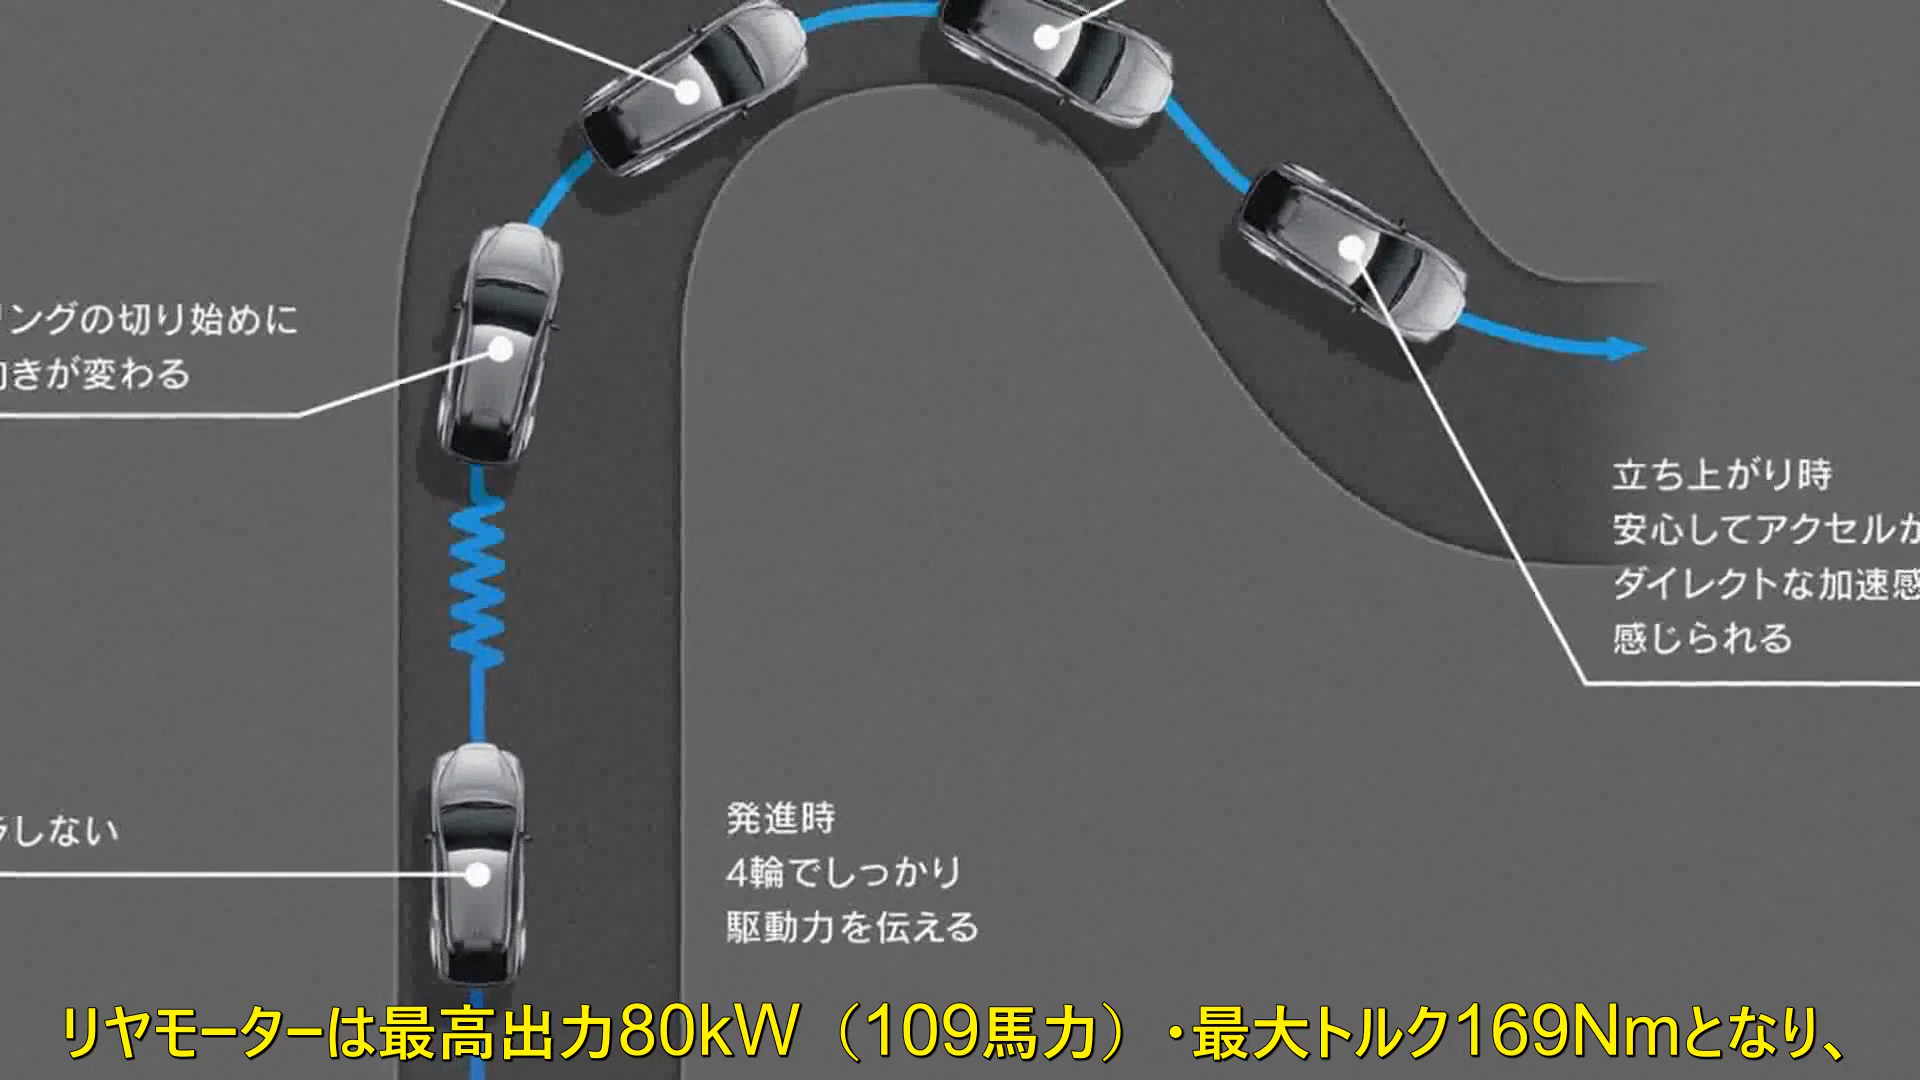 リングの切り始めに
向きが変わる
立ち上がり時
安心してアクセルが
ダイレクトな加速感
感じられる
ラしない
発進時
4輪でしっかり
駆動力を伝える
リヤモーターは最高出力80kW（109馬力）・最大トルク169Nmとなり、